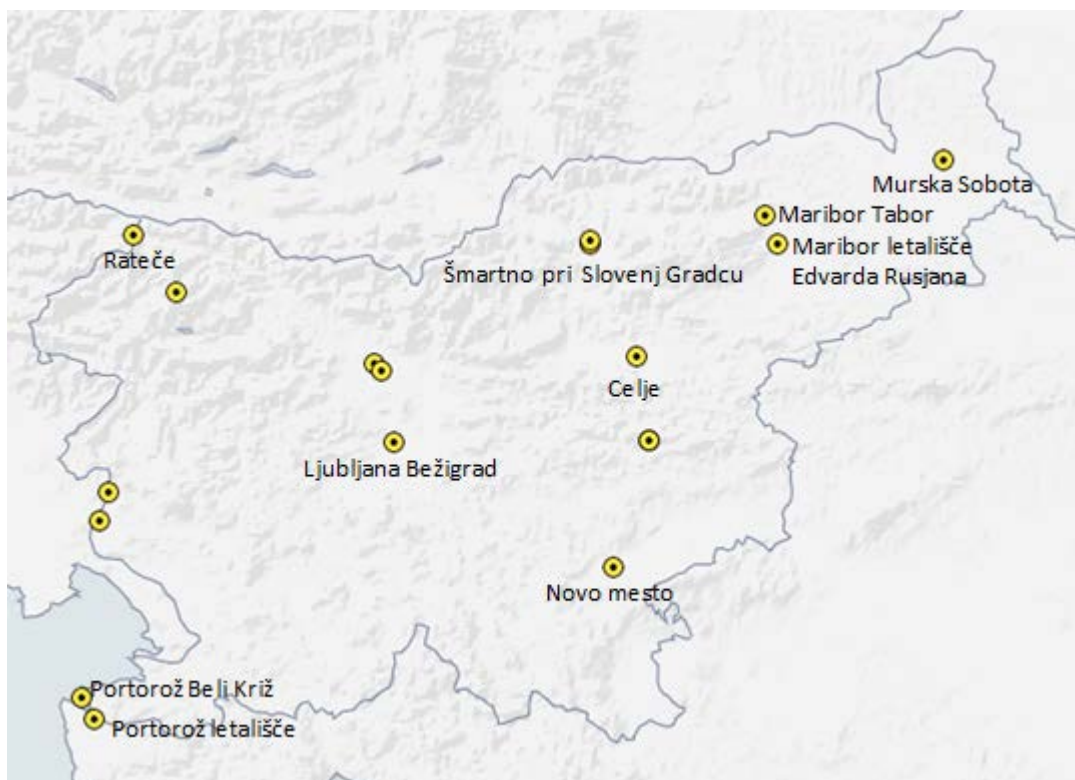 Murska Sobota
Maribor Tabor
Maribor letališče
Edvarda Rusjana
Rateče
Šmartno pri Slovenj Gradcu
Celje
Ljubljana Bežigrad
Novo mesto
Portorož Beli Križ
Portorož letališče